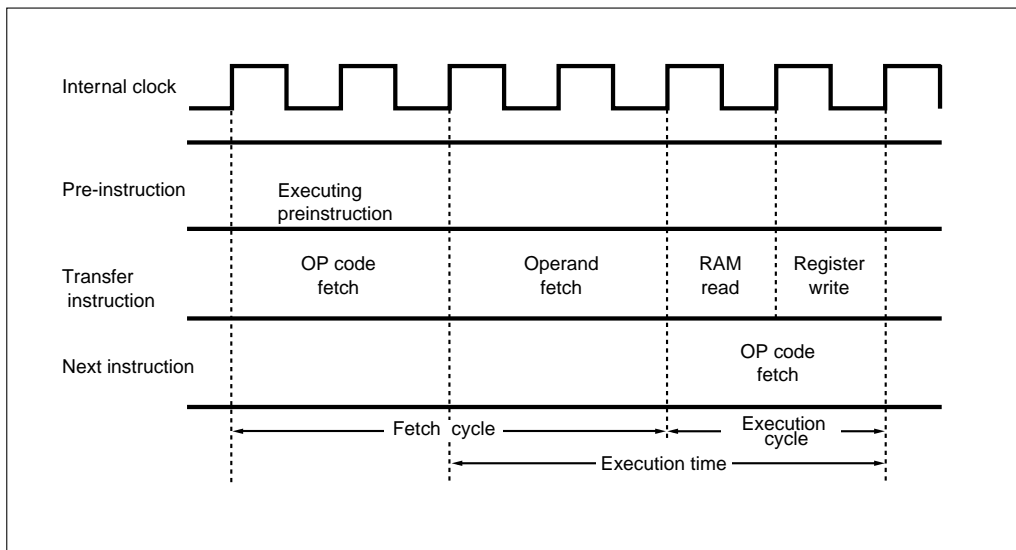 Internal clock
Pre-instruction
Executing
preinstruction
Transfer
instruction
OP code
fetch
Operand
fetch
RAM
read
Register
write
Next instruction
OP code
fetch
Fetch cycle
Execution
cycle
Execution time